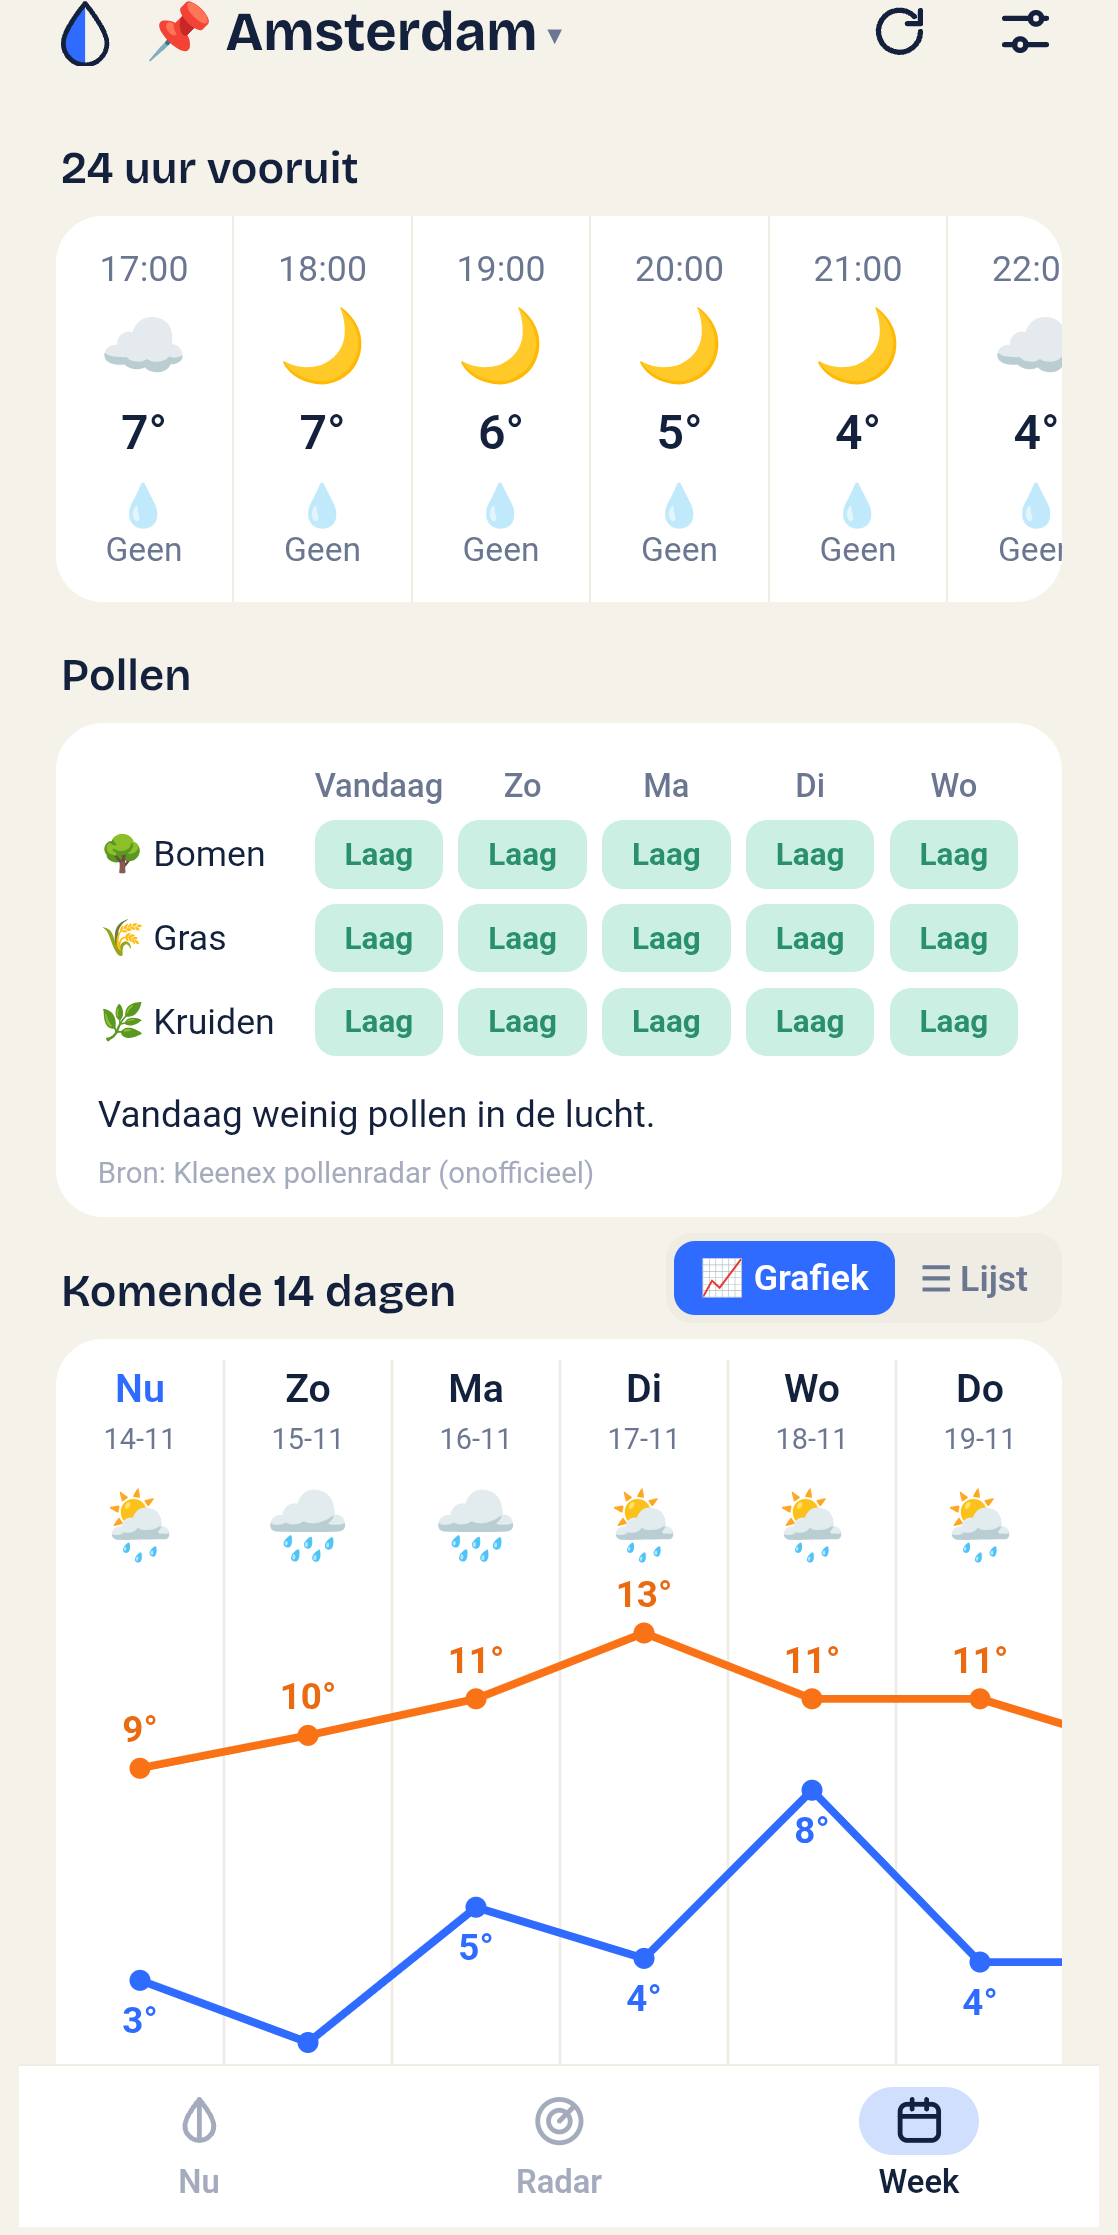 Amsterdam
24 uur vooruit
17:00 18:00 19:00 20:00 21:00 22:0
7° 7° 6° 5° 4° 4°
Geen Geen Geen Geen Geen Geen
Pollen
Vandaag Zo Ma Di Wo
Bomen Laag Laag Laag Laag Laag
Gras Laag Laag Laag Laag Laag
Kruiden Laag Laag Laag Laag Laag
Vandaag weinig pollen in de lucht.
Bron: Kleenex pollenradar (onofficieel)
Komende 14 dagen
Grafiek Lijst
Nu Zo Ma Di Wo Do
14-11 15-11 16-11 17-11 18-11 19-11
9° 10° 11° 13° 11° 11°
3° 5° 4° 8° 4°
Nu Radar Week